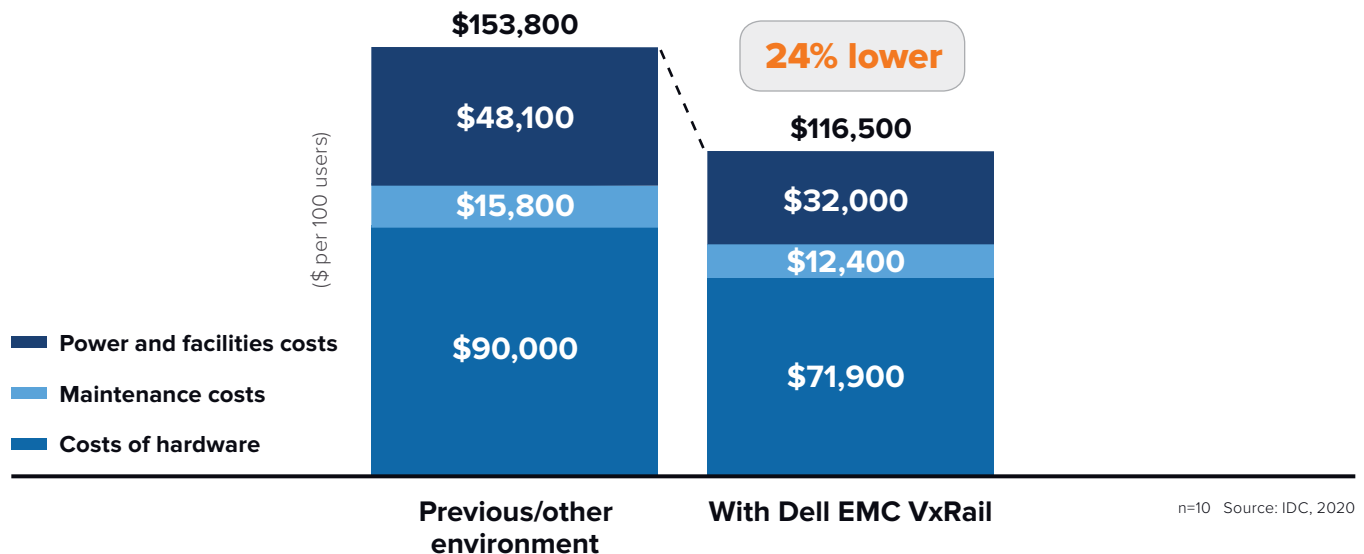 $153,800
24% lower
$48,100
$116,500
($ per 100 users)
$15,800
$32,000
$12,400
Power and facilities costs
$90,000
$71,900
Maintenance costs
Costs of hardware
Previous/other
environment
With Dell EMC VxRail
n=10 Source: IDC, 2020